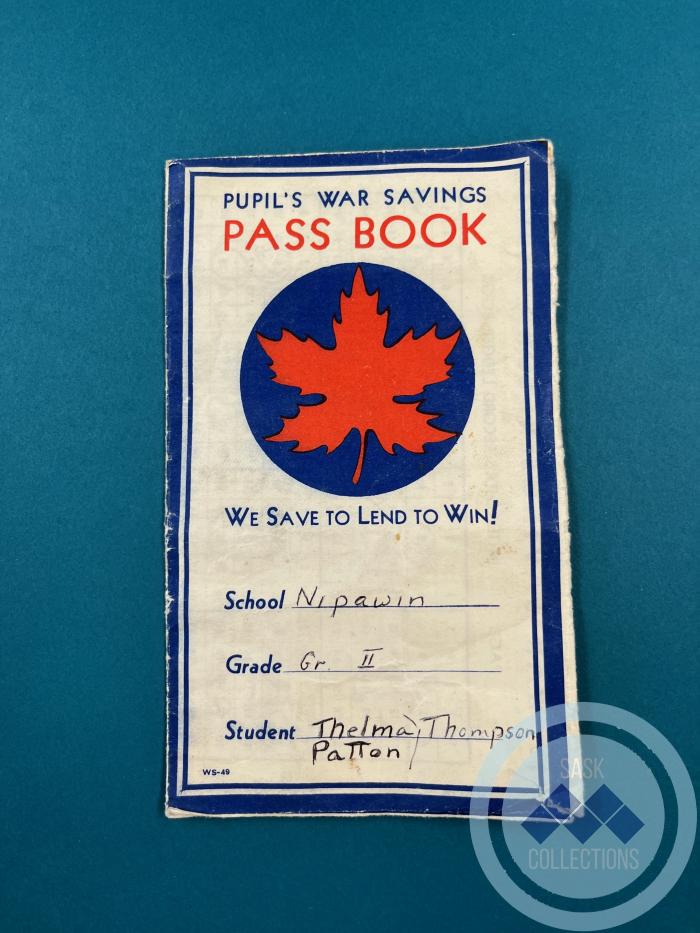 PUPIL'S WAR SAVINGS
PASS BOOK
WE SAVE TO LEND TO WIN!
School Nipawin
Grade Gr. II
Student Thelma Thompson
Patton
WS-49
SASK
COLLECTIONS